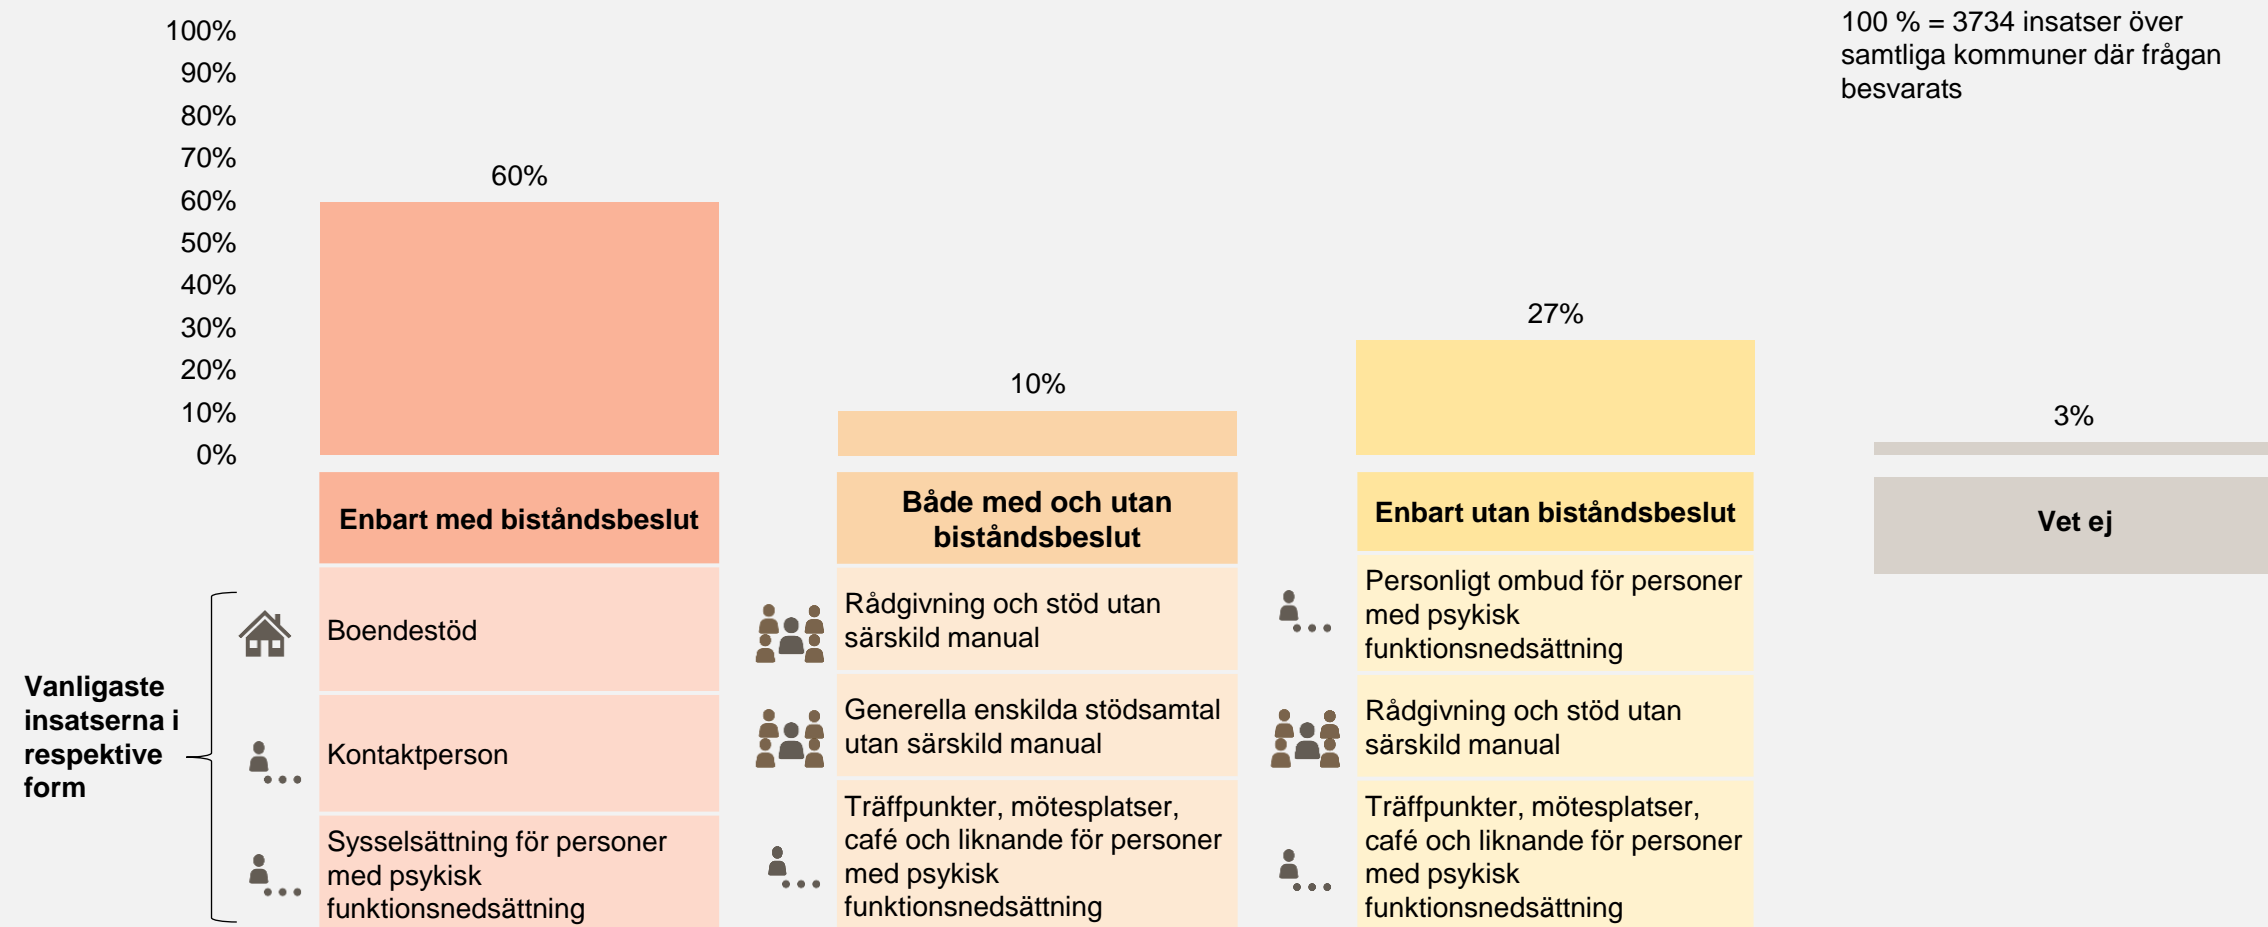 100 % = 3734 insatser över
samtliga kommuner där frågan
besvarats
100%
90%
80%
70%
60%
50%
40%
30%
20%
10%
0%
60%
10%
27%
3%
Enbart med biståndsbeslut
Både med och utan
biståndsbeslut
Enbart utan biståndsbeslut
Vet ej
Vanligaste
insatserna i
respektive
form
Boendestöd
Kontaktperson
Sysselsättning för personer
med psykisk
funktionsnedsättning
Rådgivning och stöd utan
särskild manual
Generella enskilda stödsamtal
utan särskild manual
Träffpunkter, mötesplatser,
café och liknande för personer
med psykisk
funktionsnedsättning
Personligt ombud för personer
med psykisk
funktionsnedsättning
Rådgivning och stöd utan
särskild manual
Träffpunkter, mötesplatser,
café och liknande för personer
med psykisk
funktionsnedsättning